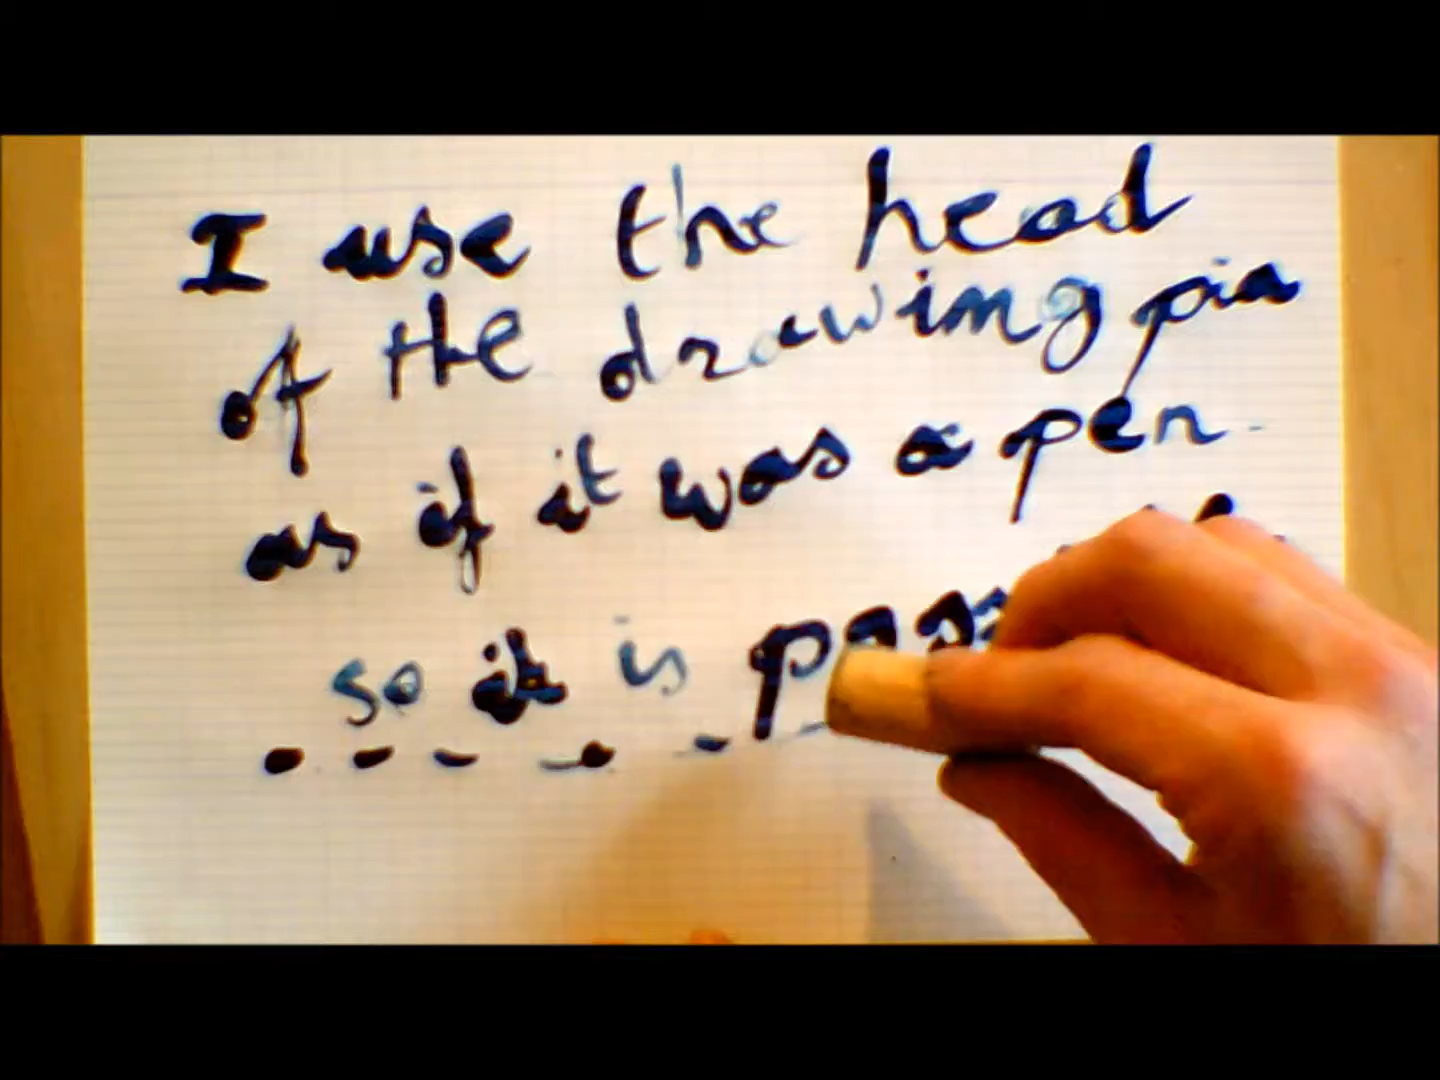 I use the head
of the drawing pin
as if it was a pen.
so it is